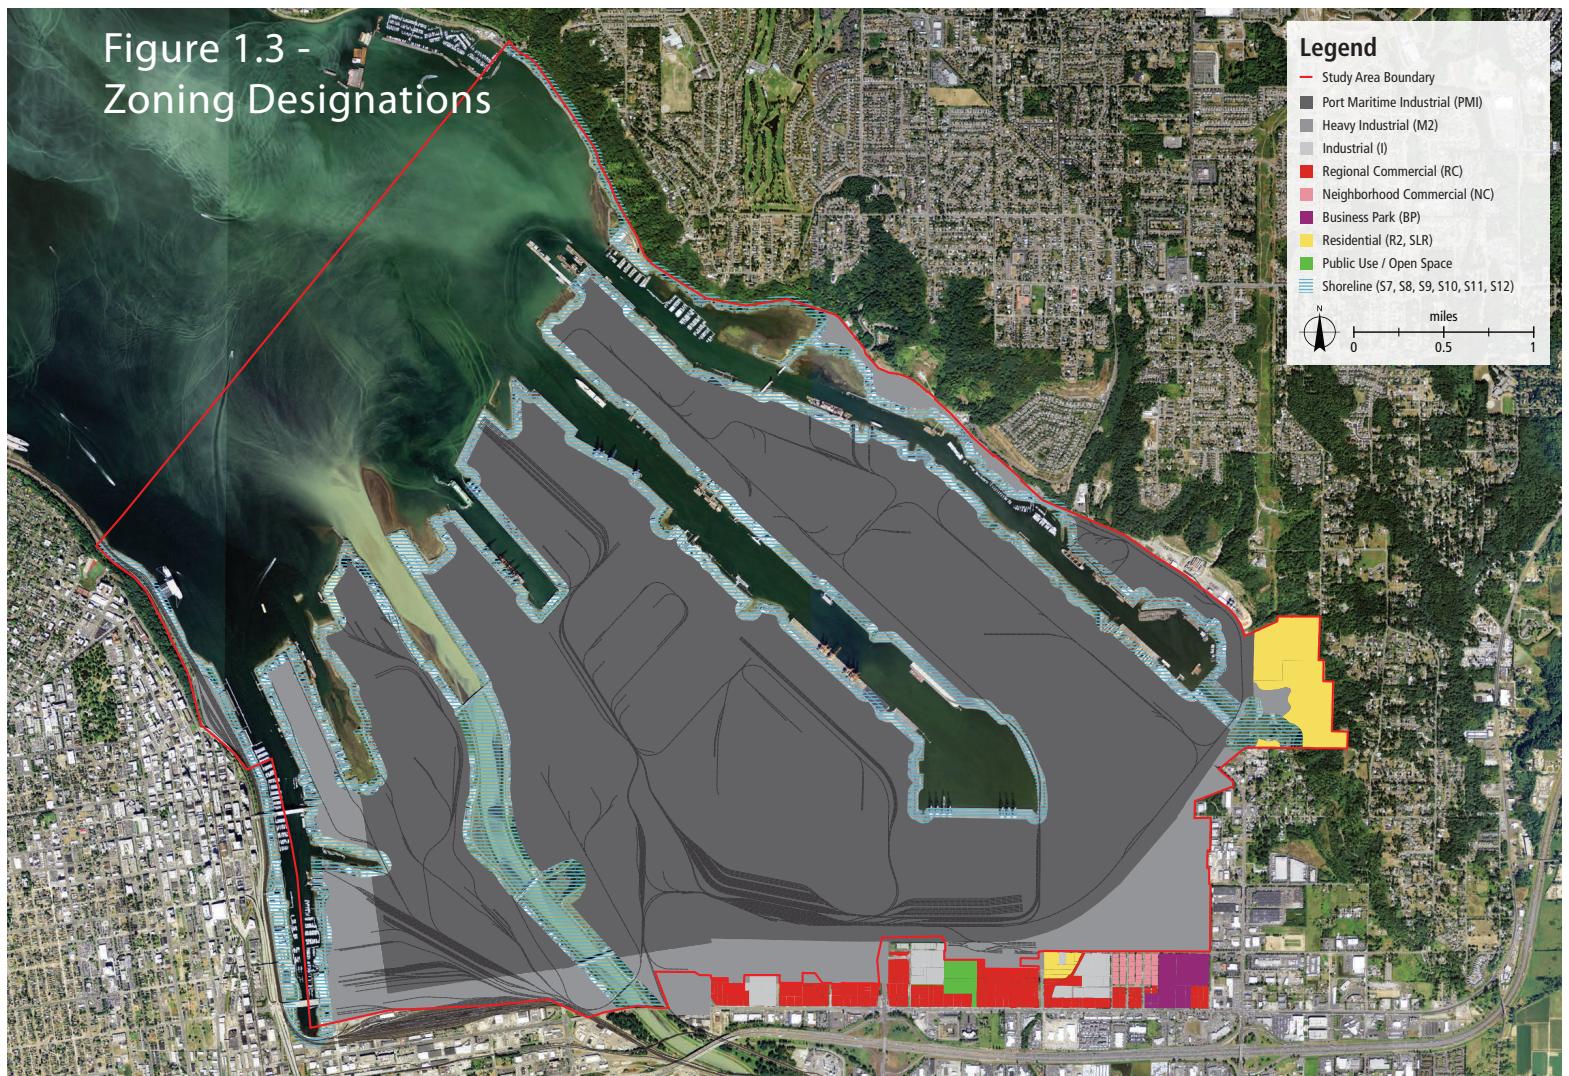 Figure 1.3 -
Zoning Designations
Legend
Study Area Boundary
Port Maritime Industrial (PMI)
Heavy Industrial (M2)
Industrial (I)
Regional Commercial (RC)
Neighborhood Commercial (NC)
Business Park (BP)
Residential (R2, SLR)
Public Use / Open Space
Shoreline (S7, S8, S9, S10, S11, S12)
N
miles
0 0.5 1